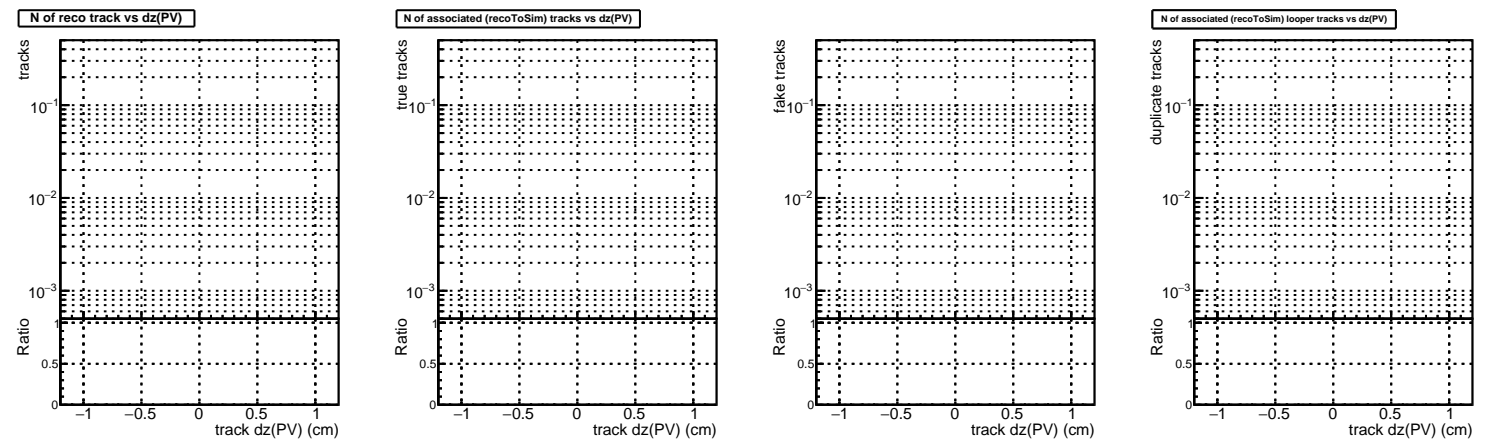 N of reco track vs dz(PV)
tracks
10⁻¹
10⁻²
10⁻³
Ratio
1
0.5
0
−1 −0.5 0 0.5 1
track dz(PV) (cm)
N of associated (recoToSim) tracks vs dz(PV)
true tracks
10⁻¹
10⁻²
10⁻³
Ratio
1
0.5
0
−1 −0.5 0 0.5 1
track dz(PV) (cm)
fake tracks
10⁻¹
10⁻²
10⁻³
Ratio
1
0.5
0
−1 −0.5 0 0.5 1
track dz(PV) (cm)
N of associated (recoToSim) looper tracks vs dz(PV)
duplicate tracks
10⁻¹
10⁻²
10⁻³
Ratio
1
0.5
0
−1 −0.5 0 0.5 1
track dz(PV) (cm)